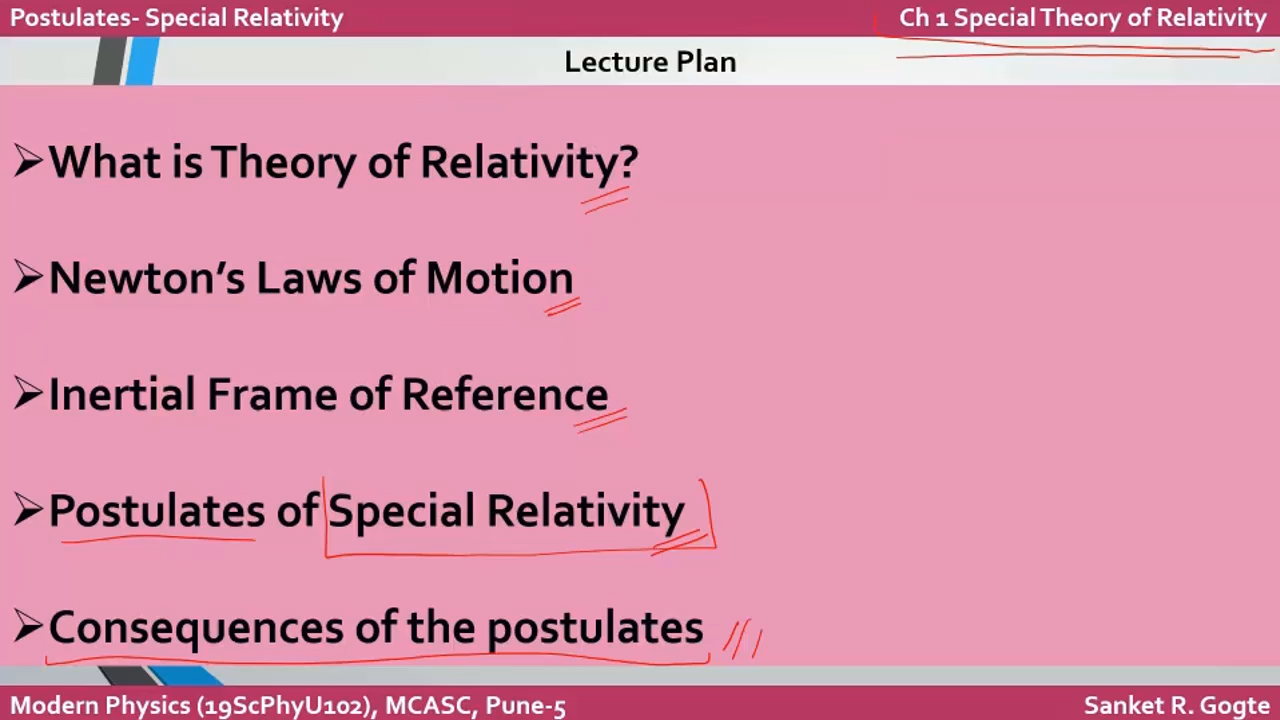 Postulates- Special Relativity
Ch 1 Special Theory of Relativity
Lecture Plan
What is Theory of Relativity?
Newton’s Laws of Motion
Inertial Frame of Reference
Postulates of Special Relativity
Consequences of the postulates
Modern Physics (19ScPhyU102), MCASC, Pune-5
Sanket R. Gogte